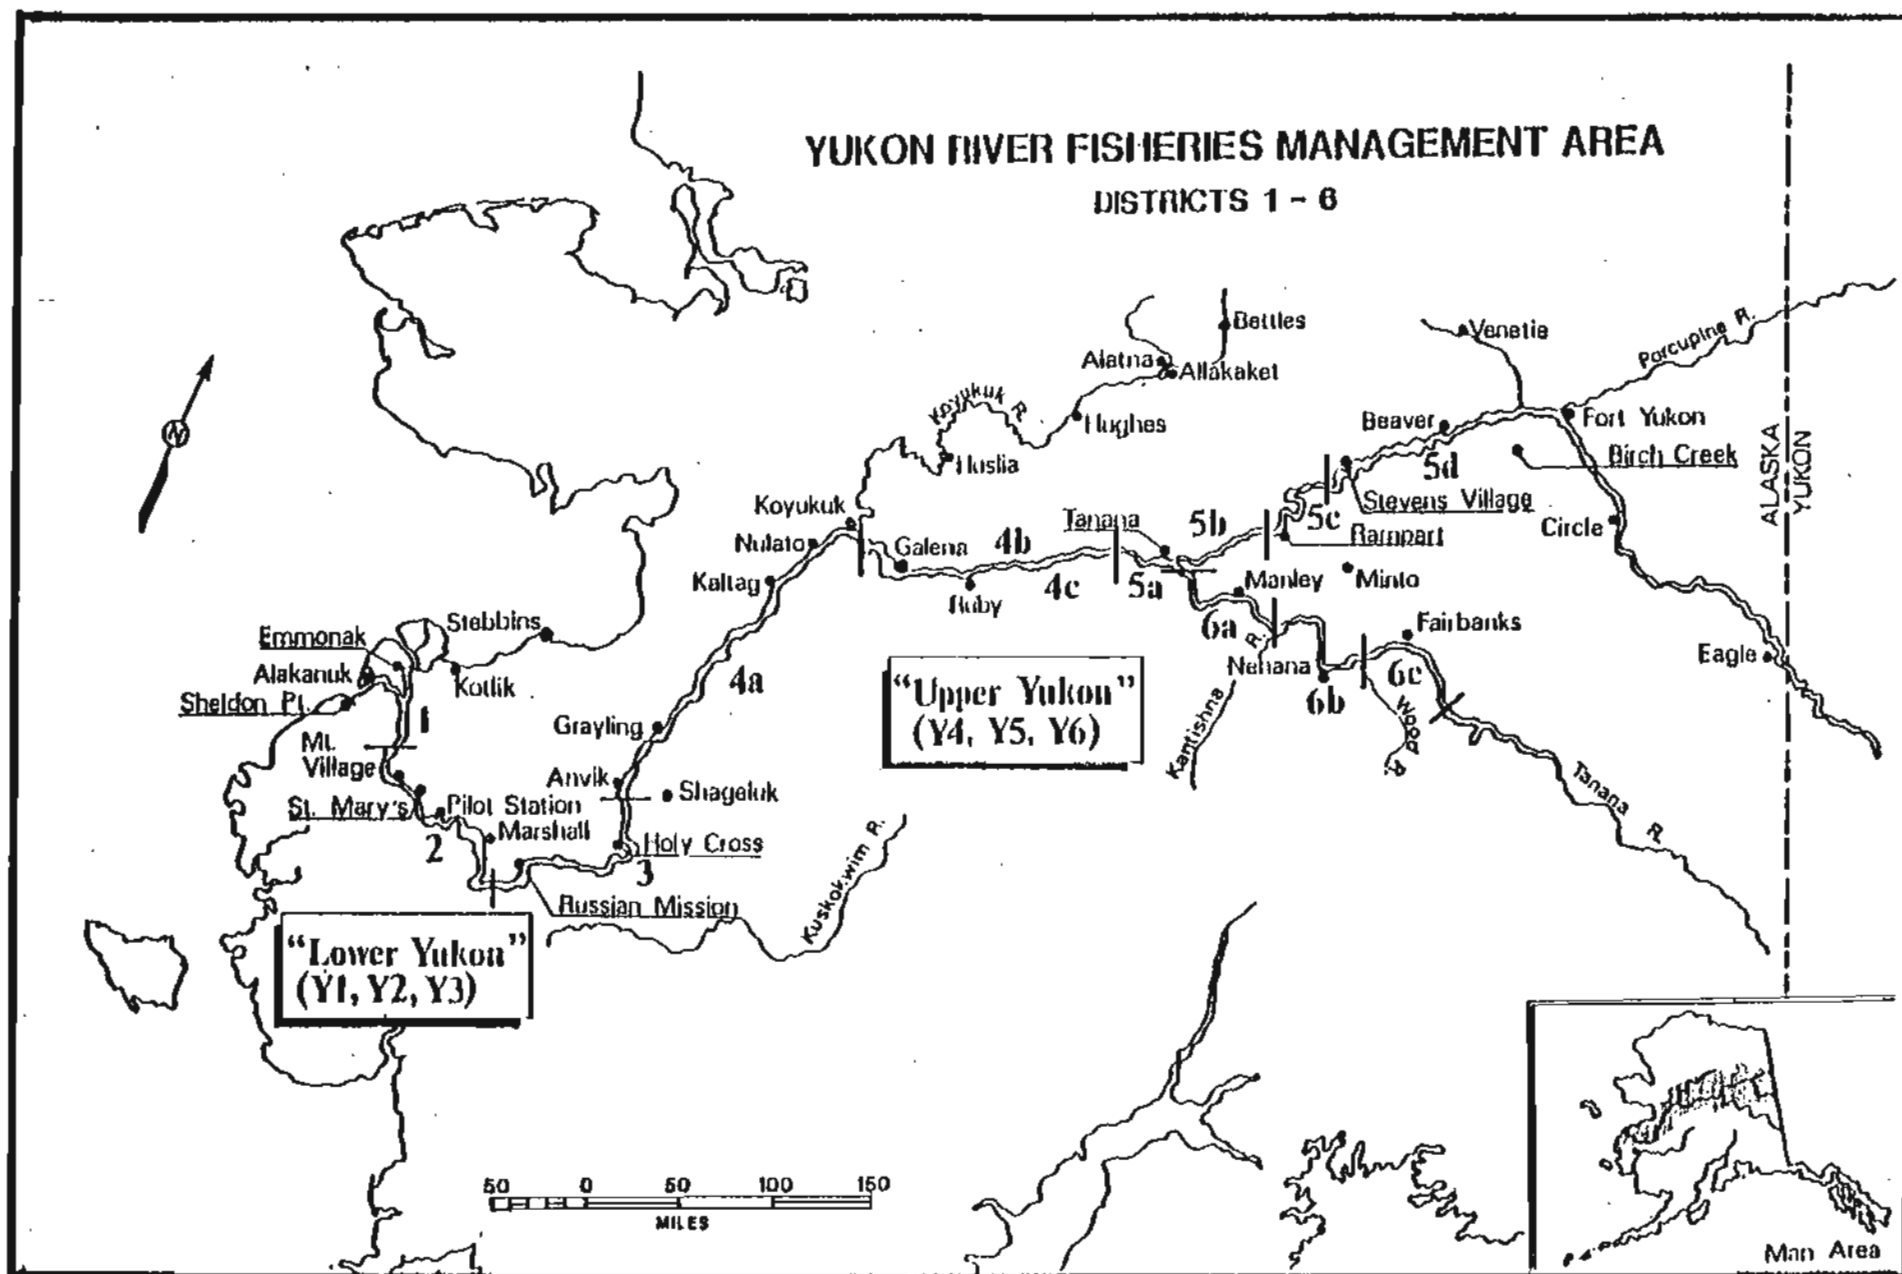 YUKON RIVER FISHERIES MANAGEMENT AREA
DISTRICTS 1 - 6
N
Bettles
Venetie
Porcupine R.
Alatna
Allakaket
Koyukuk R.
Hughes
Huslia
Beaver
Fort Yukon
Birch Creek
ALASKA
YUKON
5d
Stevens Village
5c
Circle
Rampart
Koyukuk
Nulato
Galena
4b
Tanana
5b
Kaltag
Ruby
4c
5a
Manley
Minto
6a
Fairbanks
Eagle
Emmonak
Stebbins
Alakanuk
Kotlik
Sheldon Pt.
4a
Nenana
6b
6c
Wood R.
Kantishna R.
"Upper Yukon"
(Y4, Y5, Y6)
1
Mt.
Village
Grayling
Anvik
Shageluk
Tanana R.
St. Mary's
Pilot Station
Marshall
2
Holy Cross
3
Kuskokwim R.
Russian Mission
"Lower Yukon"
(Y1, Y2, Y3)
50 0 50 100 150
MILES
Map Area